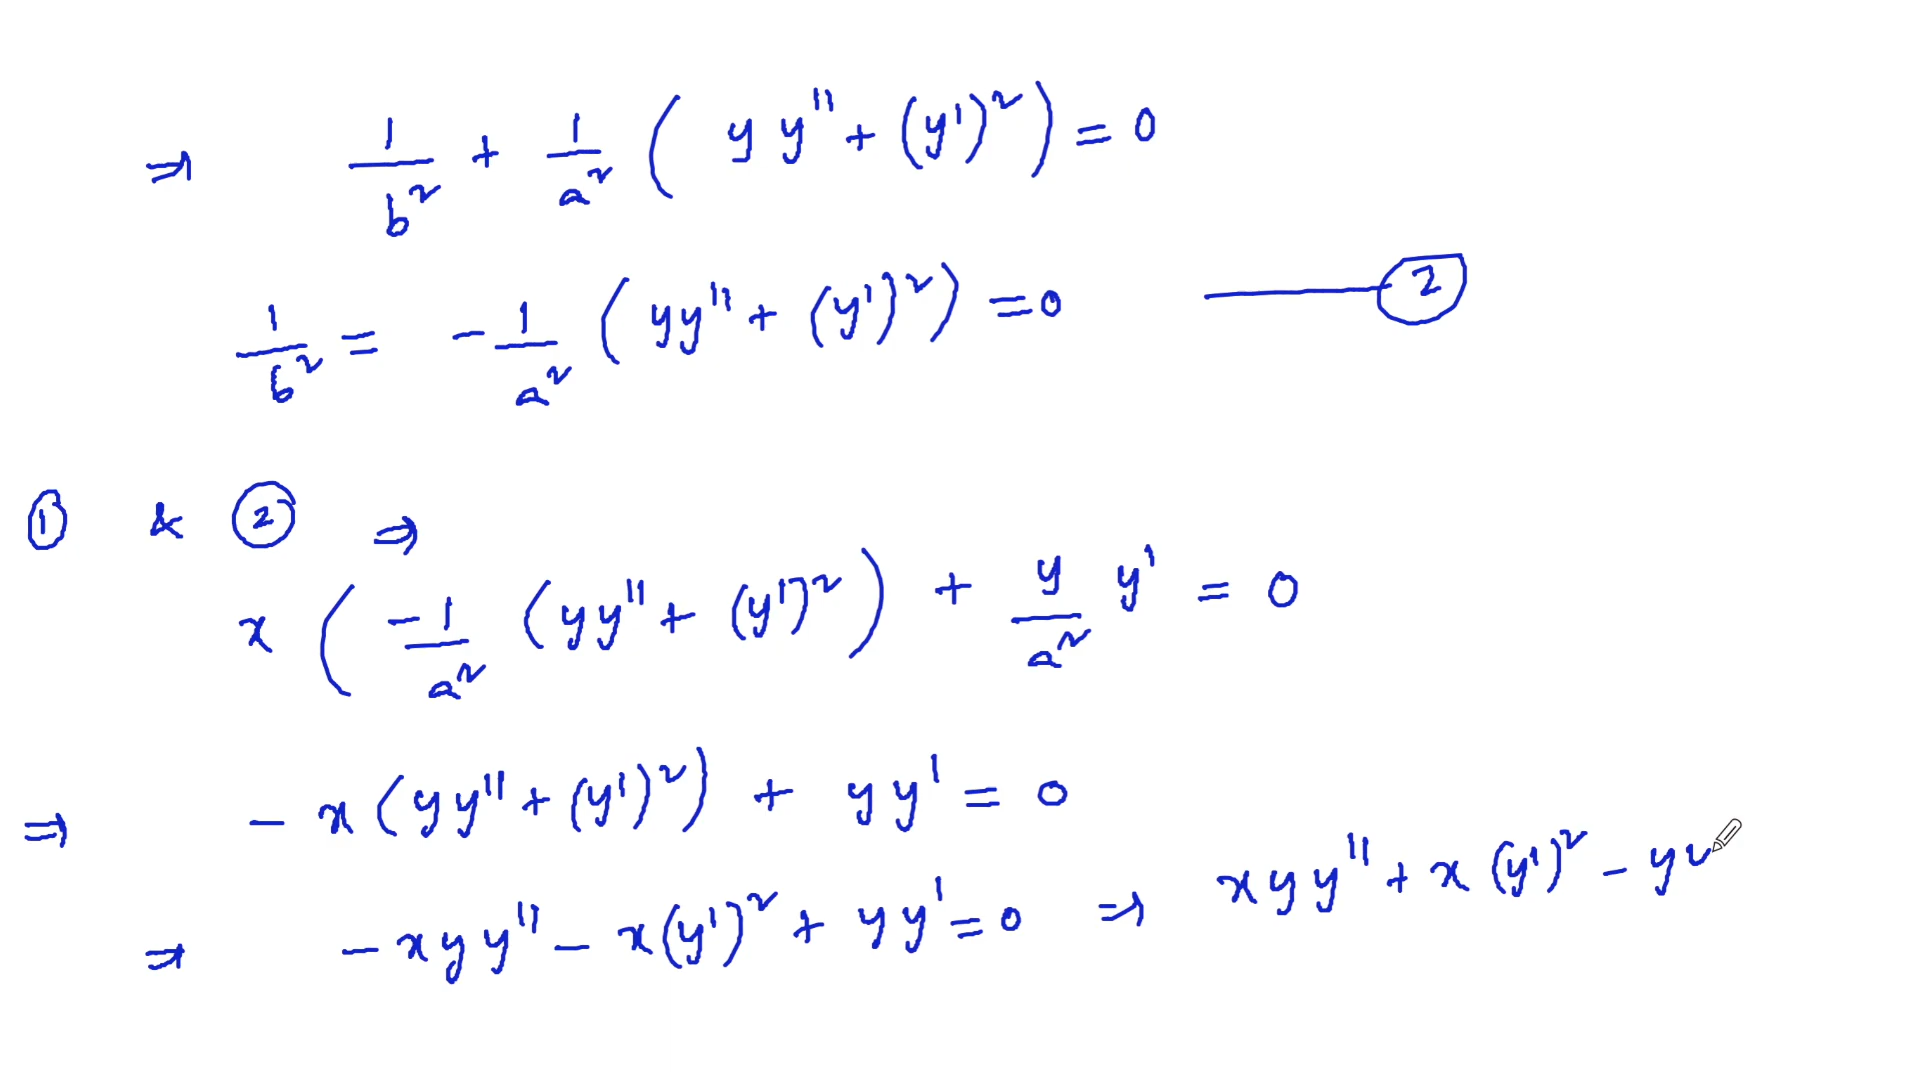 ⇒ 1/b² + 1/a² ( y y'' + (y')² ) = 0
1/b² = - 1/a² ( yy'' + (y')² ) = 0 —— ②
① & ② ⇒
x ( -1/a² ( yy'' + (y')² ) + y/a² y' = 0
⇒ - x ( y y'' + (y')² ) + y y' = 0
⇒ - x y y'' - x (y')² + y y' = 0 ⇒ x y y'' + x (y')² - y